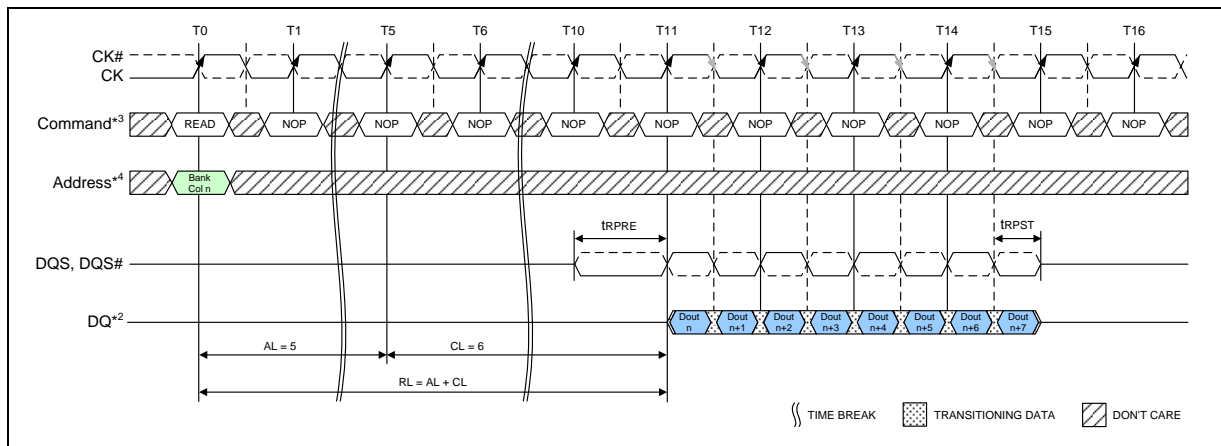 T0 T1 T5 T6 T10 T11 T12 T13 T14 T15 T16
CK#
CK
Command*3 READ NOP NOP NOP NOP NOP NOP NOP NOP NOP NOP
Address*4 Bank
Col n
tRPRE tRPST
DQS, DQS#
DQ*2 Dout Dout Dout Dout Dout Dout Dout Dout
n n+1 n+2 n+3 n+4 n+5 n+6 n+7
AL = 5 CL = 6
RL = AL + CL
TIME BREAK TRANSITIONING DATA DON'T CARE